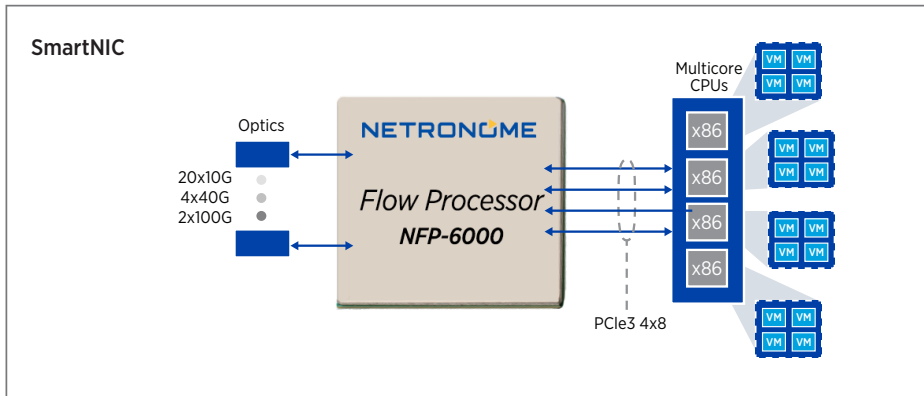 SmartNIC
Optics
20x10G
4x40G
2x100G
NETRONOME
Flow Processor
NFP-6000
PCIe3 4x8
Multicore
CPUs
x86
x86
x86
x86
VM VM
VM VM
VM VM
VM VM
VM VM
VM VM
VM VM
VM VM